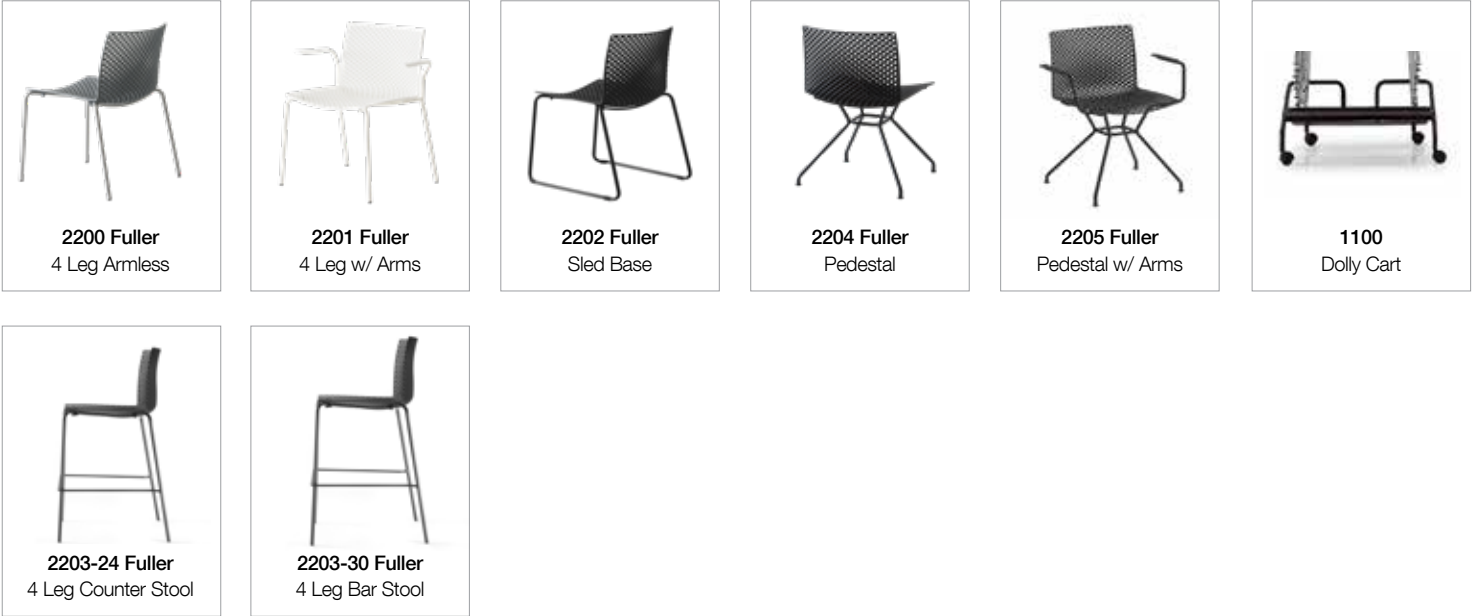 2200 Fuller
4 Leg Armless
2201 Fuller
4 Leg w/ Arms
2202 Fuller
Sled Base
2204 Fuller
Pedestal
2205 Fuller
Pedestal w/ Arms
1100
Dolly Cart
2203-24 Fuller
4 Leg Counter Stool
2203-30 Fuller
4 Leg Bar Stool